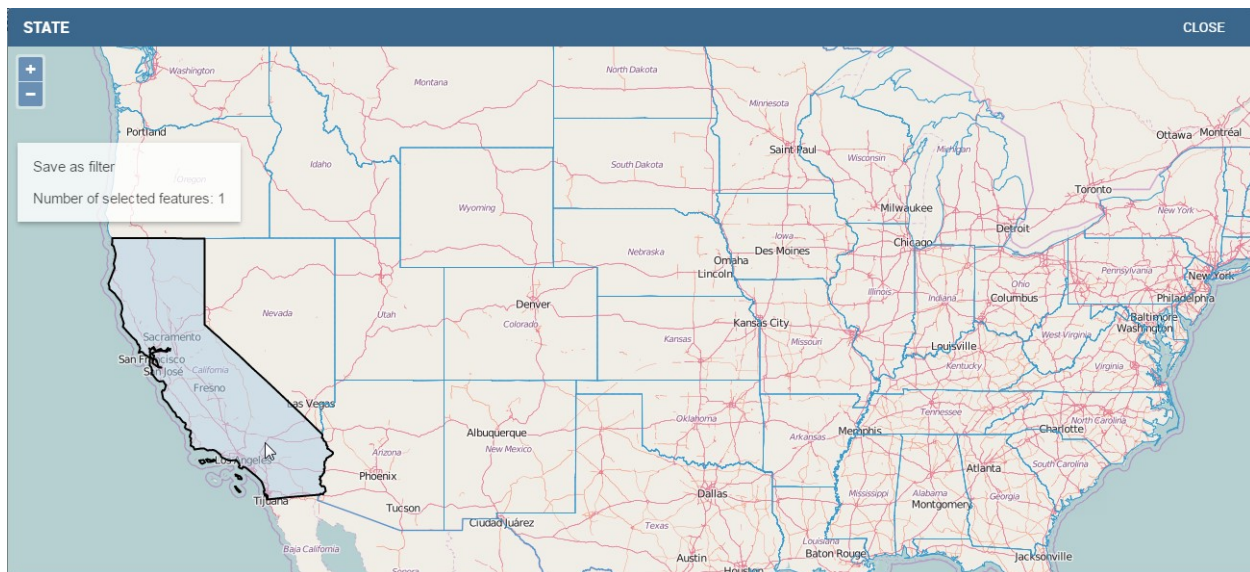 STATE
CLOSE
+
−
Save as filter
Number of selected features: 1
Washington
Montana
North Dakota
Minnesota
Portland
Ottawa
Montréal
Saint Paul
Wisconsin
Michigan
Idaho
South Dakota
Oregon
Toronto
Wyoming
Milwaukee
New York
Detroit
Iowa
Chicago
Nebraska
Des Moines
Omaha
Lincoln
Pennsylvania
New York
Illinois
Indiana
Ohio
Columbus
Philadelphia
Denver
Nevada
Utah
Colorado
Kansas City
Baltimore
Washington
Sacramento
Kansas
Missouri
West Virginia
Louisville
San Francisco
San José
California
Kentucky
Virginia
Fresno
Las Vegas
Tennessee
Oklahoma
North Carolina
Albuquerque
Memphis
Charlotte
Arkansas
Arizona
New Mexico
Los Angeles
South Carolina
Atlanta
Phoenix
Dallas
Mississippi
Alabama
Georgia
Tijuana
Tucson
Montgomery
Ciudad Juárez
Texas
Louisiana
Baja California
Austin
Baton Rouge
Jacksonville
Sonora
Houston